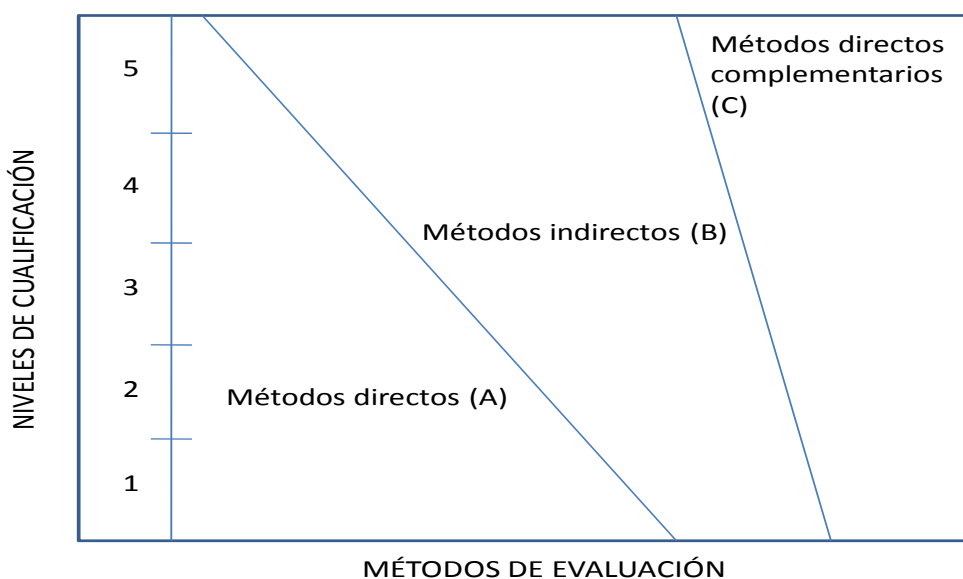 NIVELES DE CUALIFICACIÓN
5
4
3
2
1
Métodos directos
complementarios
(C)
Métodos indirectos (B)
Métodos directos (A)
MÉTODOS DE EVALUACIÓN